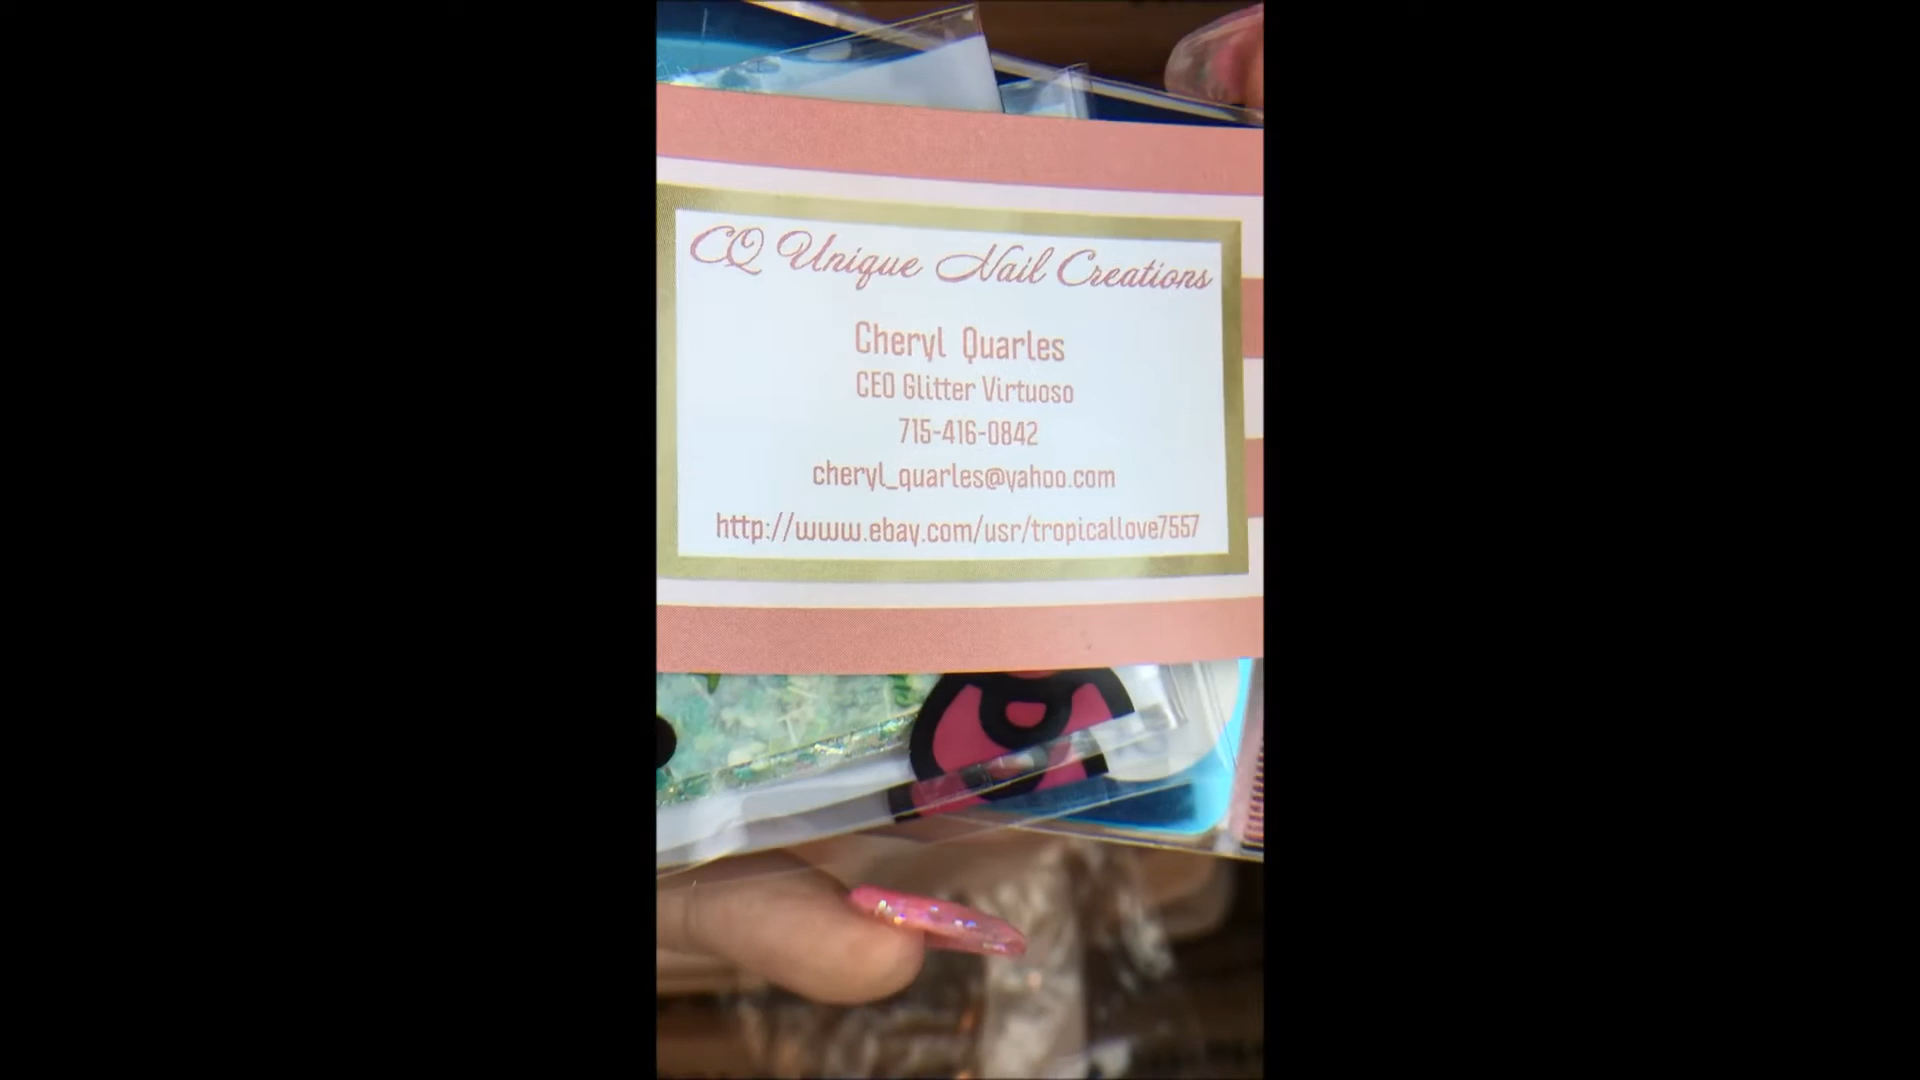 CQ Unique Nail Creations
Cheryl Quarles
CEO Glitter Virtuoso
715-416-0842
cheryl_quarles@yahoo.com
http://www.ebay.com/usr/tropicallove7557